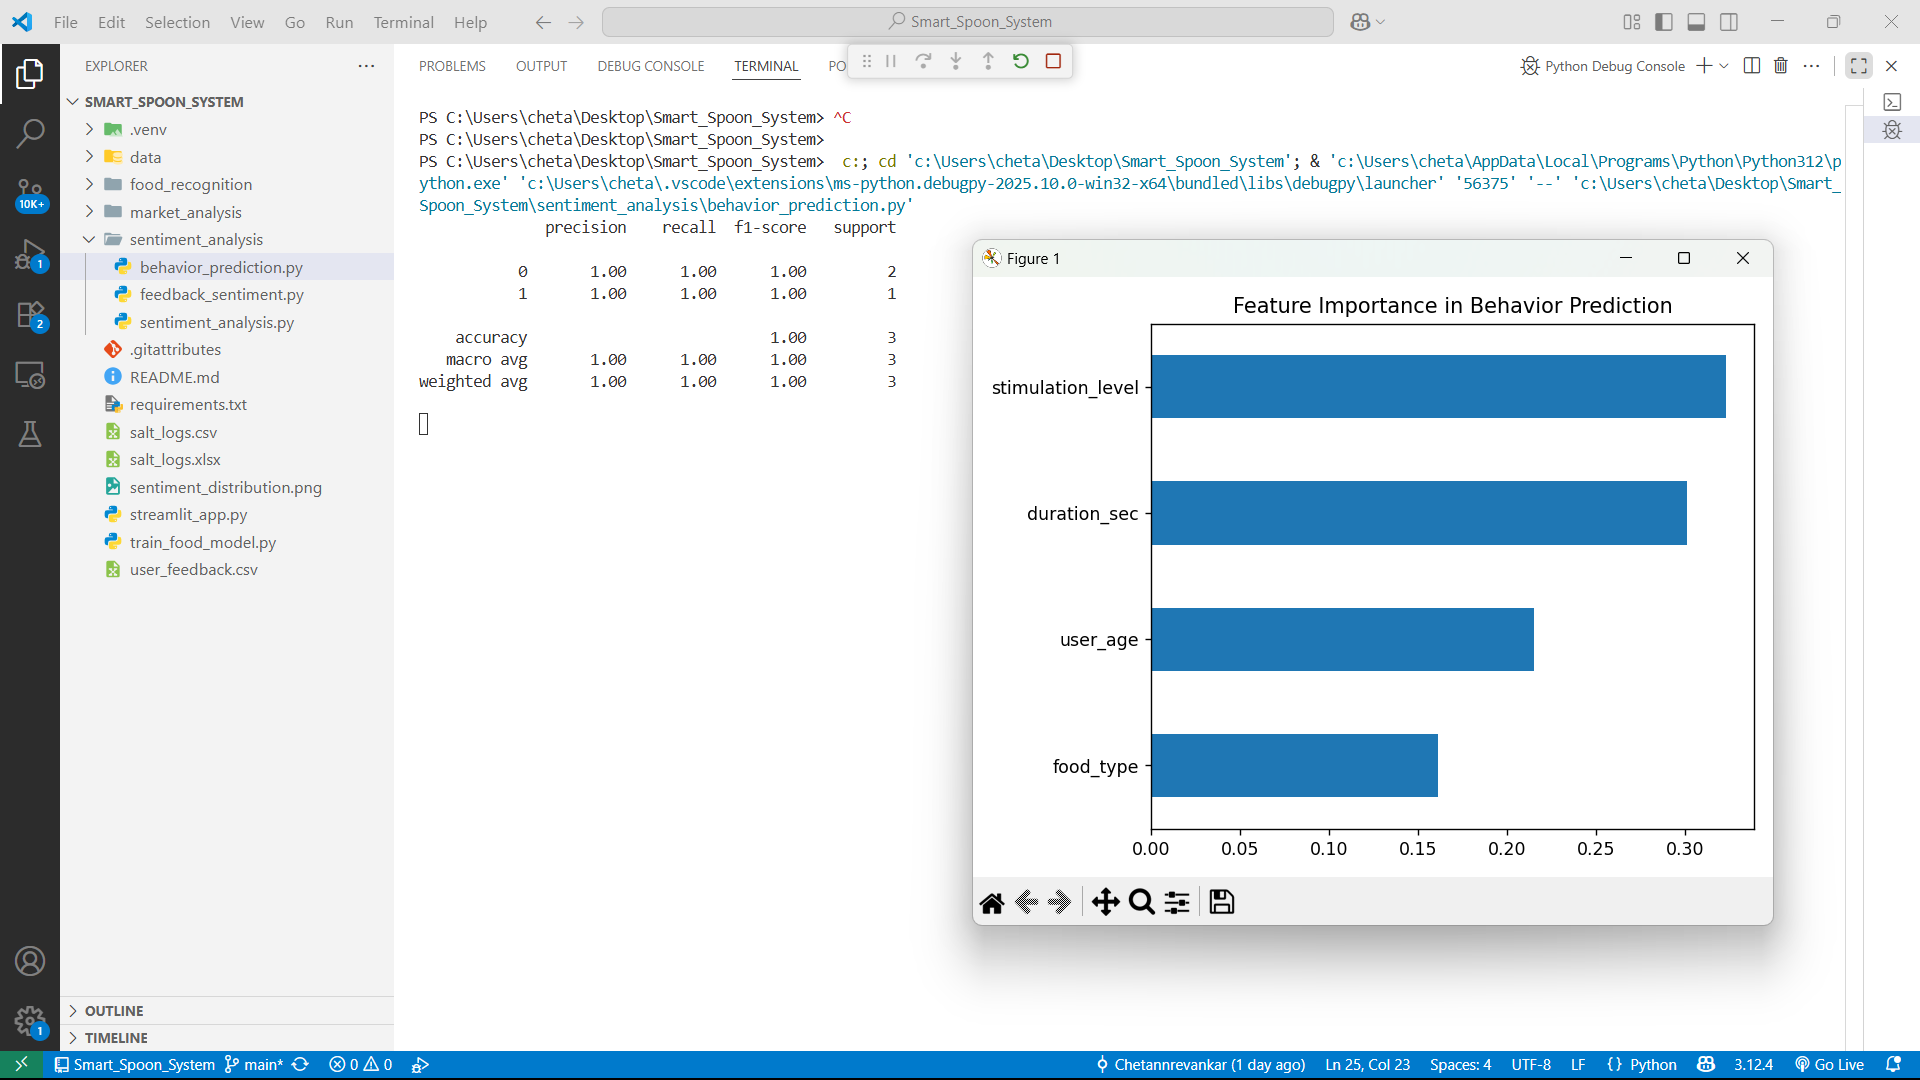 File Edit Selection View Go Run Terminal Help
Smart_Spoon_System
EXPLORER
SMART_SPOON_SYSTEM
.venv
data
food_recognition
market_analysis
sentiment_analysis
behavior_prediction.py
feedback_sentiment.py
sentiment_analysis.py
.gitattributes
README.md
requirements.txt
salt_logs.csv
salt_logs.xlsx
sentiment_distribution.png
streamlit_app.py
train_food_model.py
user_feedback.csv
OUTLINE
TIMELINE
10K+
1
2
1
PROBLEMS OUTPUT DEBUG CONSOLE TERMINAL PO
Python Debug Console
PS C:\Users\cheta\Desktop\Smart_Spoon_System> ^C
PS C:\Users\cheta\Desktop\Smart_Spoon_System>
PS C:\Users\cheta\Desktop\Smart_Spoon_System>  c:; cd 'c:\Users\cheta\Desktop\Smart_Spoon_System'; & 'c:\Users\cheta\AppData\Local\Programs\Python\Python312\p
ython.exe' 'c:\Users\cheta\.vscode\extensions\ms-python.debugpy-2025.10.0-win32-x64\bundled\libs\debugpy\launcher' '56375' '--' 'c:\Users\cheta\Desktop\Smart_
Spoon_System\sentiment_analysis\behavior_prediction.py'
precision recall f1-score support
0 1.00 1.00 1.00 2
1 1.00 1.00 1.00 1
accuracy 1.00 3
macro avg 1.00 1.00 1.00 3
weighted avg 1.00 1.00 1.00 3
Figure 1
Feature Importance in Behavior Prediction
stimulation_level
duration_sec
user_age
food_type
0.00 0.05 0.10 0.15 0.20 0.25 0.30
Smart_Spoon_System main* 0 0
Chetannrevankar (1 day ago) Ln 25, Col 23 Spaces: 4 UTF-8 LF {} Python 3.12.4 Go Live